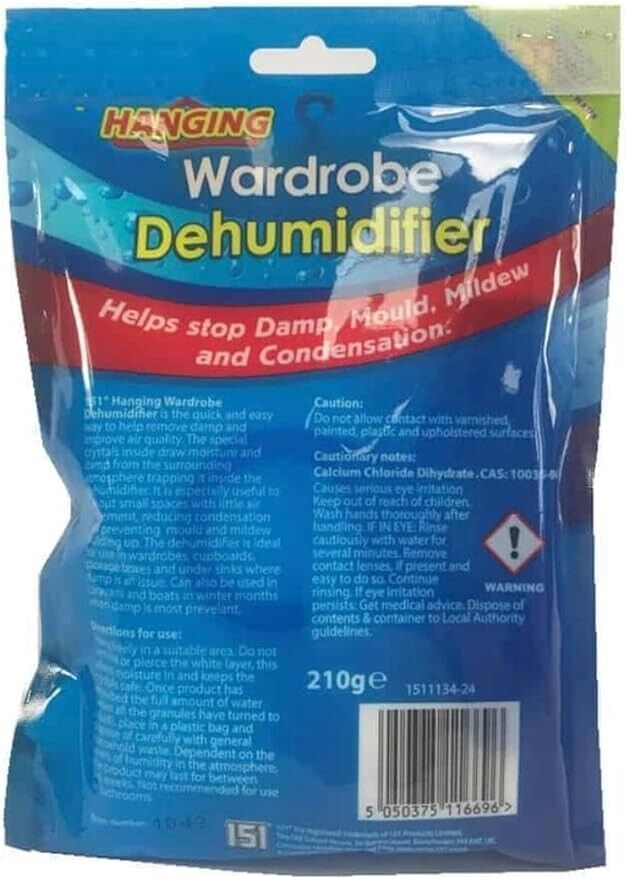 HANGING
Wardrobe
Dehumidifier
Helps stop Damp, Mould, Mildew
and Condensation.
151® Hanging Wardrobe
Dehumidifier is the quick and easy
way to help remove damp and
improve air quality. The special
crystals inside draw moisture and
damp from the surrounding
atmosphere trapping it inside the
dehumidifier. It is especially useful to
out small spaces with little air
movement, reducing condensation
preventing mould and mildew
building up. The dehumidifier is ideal
for use in wardrobes, cupboards,
storage boxes and under sinks where
damp is an issue. Can also be used in
caravans and boats in winter months
when damp is most prevelant.
Directions for use:
freely in a suitable area. Do not
or pierce the white layer, this
moisture in and keeps the
safe. Once product has
the full amount of water
all the granules have turned to
place in a plastic bag and
of carefully with general
household waste. Dependent on the
of humidity in the atmosphere,
product may last for between
weeks. Not recommended for use
bathrooms
1042
151
Caution:
Do not allow contact with varnished,
painted, plastic and upholstered surfaces
Cautionary notes:
Calcium Chloride Dihydrate. CAS: 10035-0
Causes serious eye irritation
Keep out of reach of children.
Wash hands thoroughly after
handling. IF IN EYE: Rinse
cautiously with water for
several minutes. Remove
contact lenses, if present and
easy to do so. Continue
rinsing. If eye irritation
persists: Get medical advice. Dispose of
contents & container to Local Authority
guidelines.
WARNING
210g℮
1511134-24
5 050375 116696 >